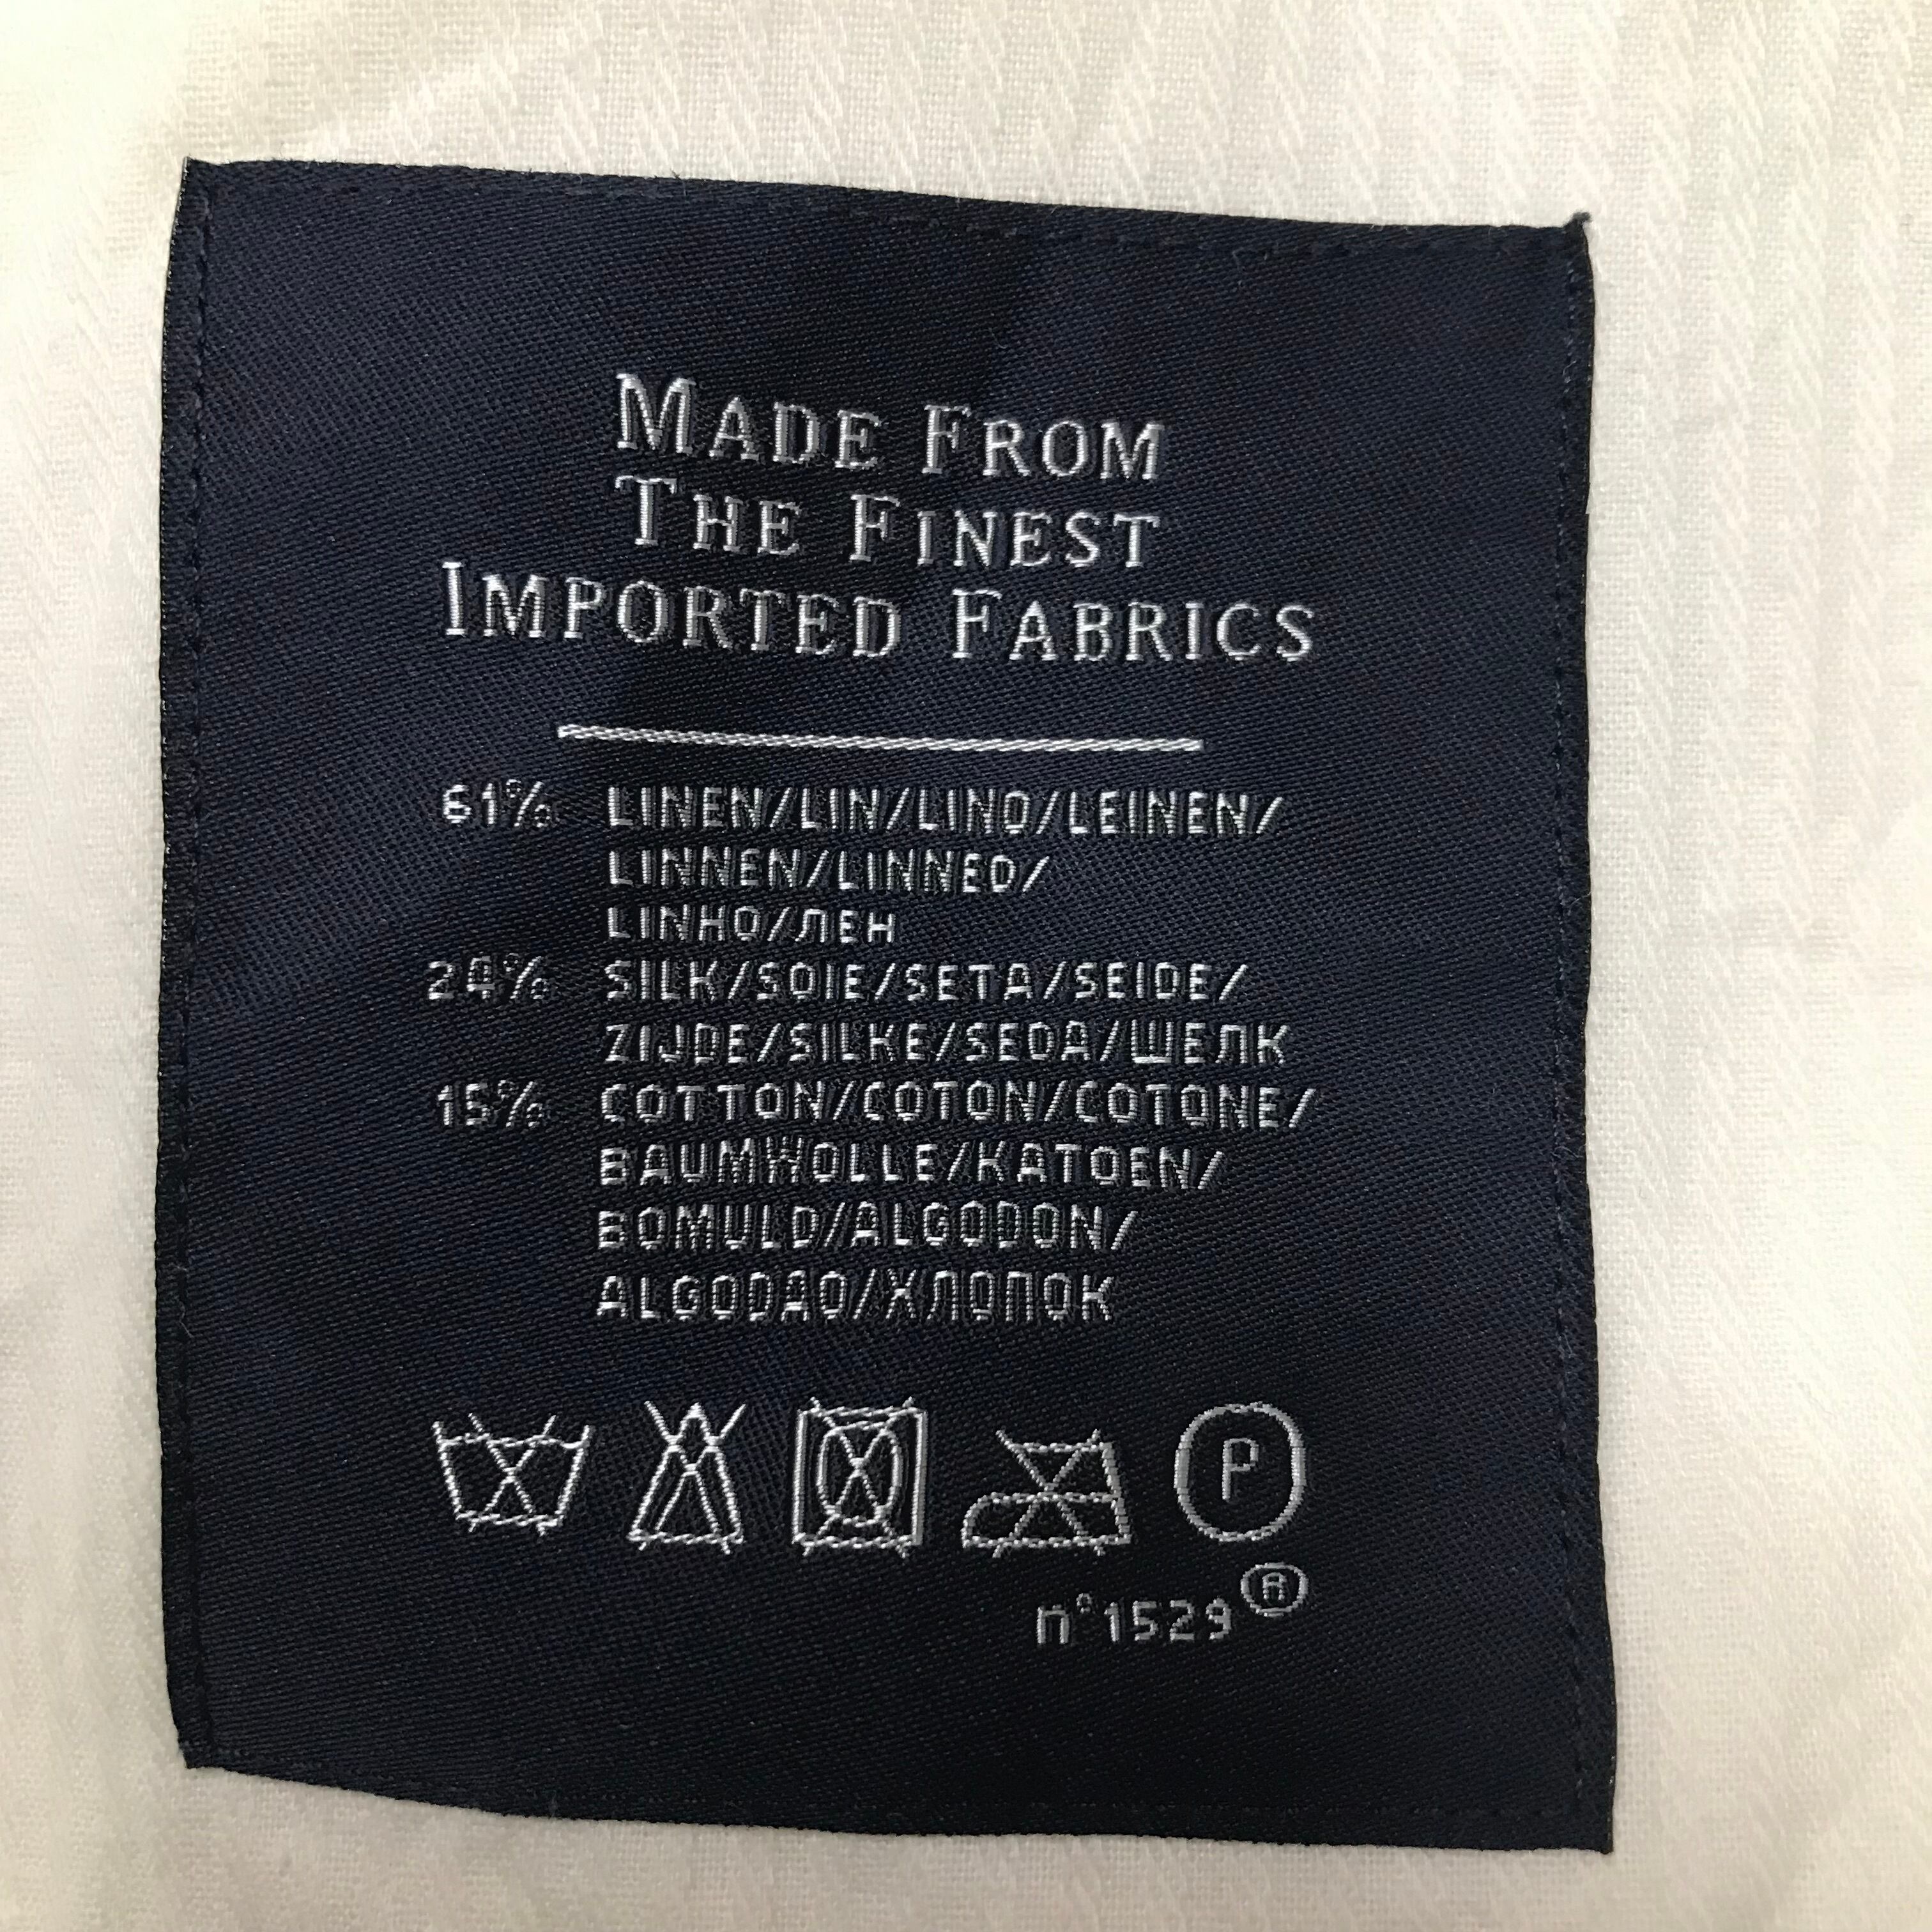 MADE FROM
THE FINEST
IMPORTED FABRICS
61% LINEN/LIN/LINO/LEINEN/
LINNEN/LINNED/
LINHO/ЛЕН
24% SILK/SOIE/SETA/SEIDE/
ZIJDE/SILKE/SEDA/ШЕЛК
15% COTTON/COTON/COTONE/
BAUMWOLLE/KATOEN/
BOMULD/ALGODON/
ALGODAO/ХЛОПОК
P
n°1529®